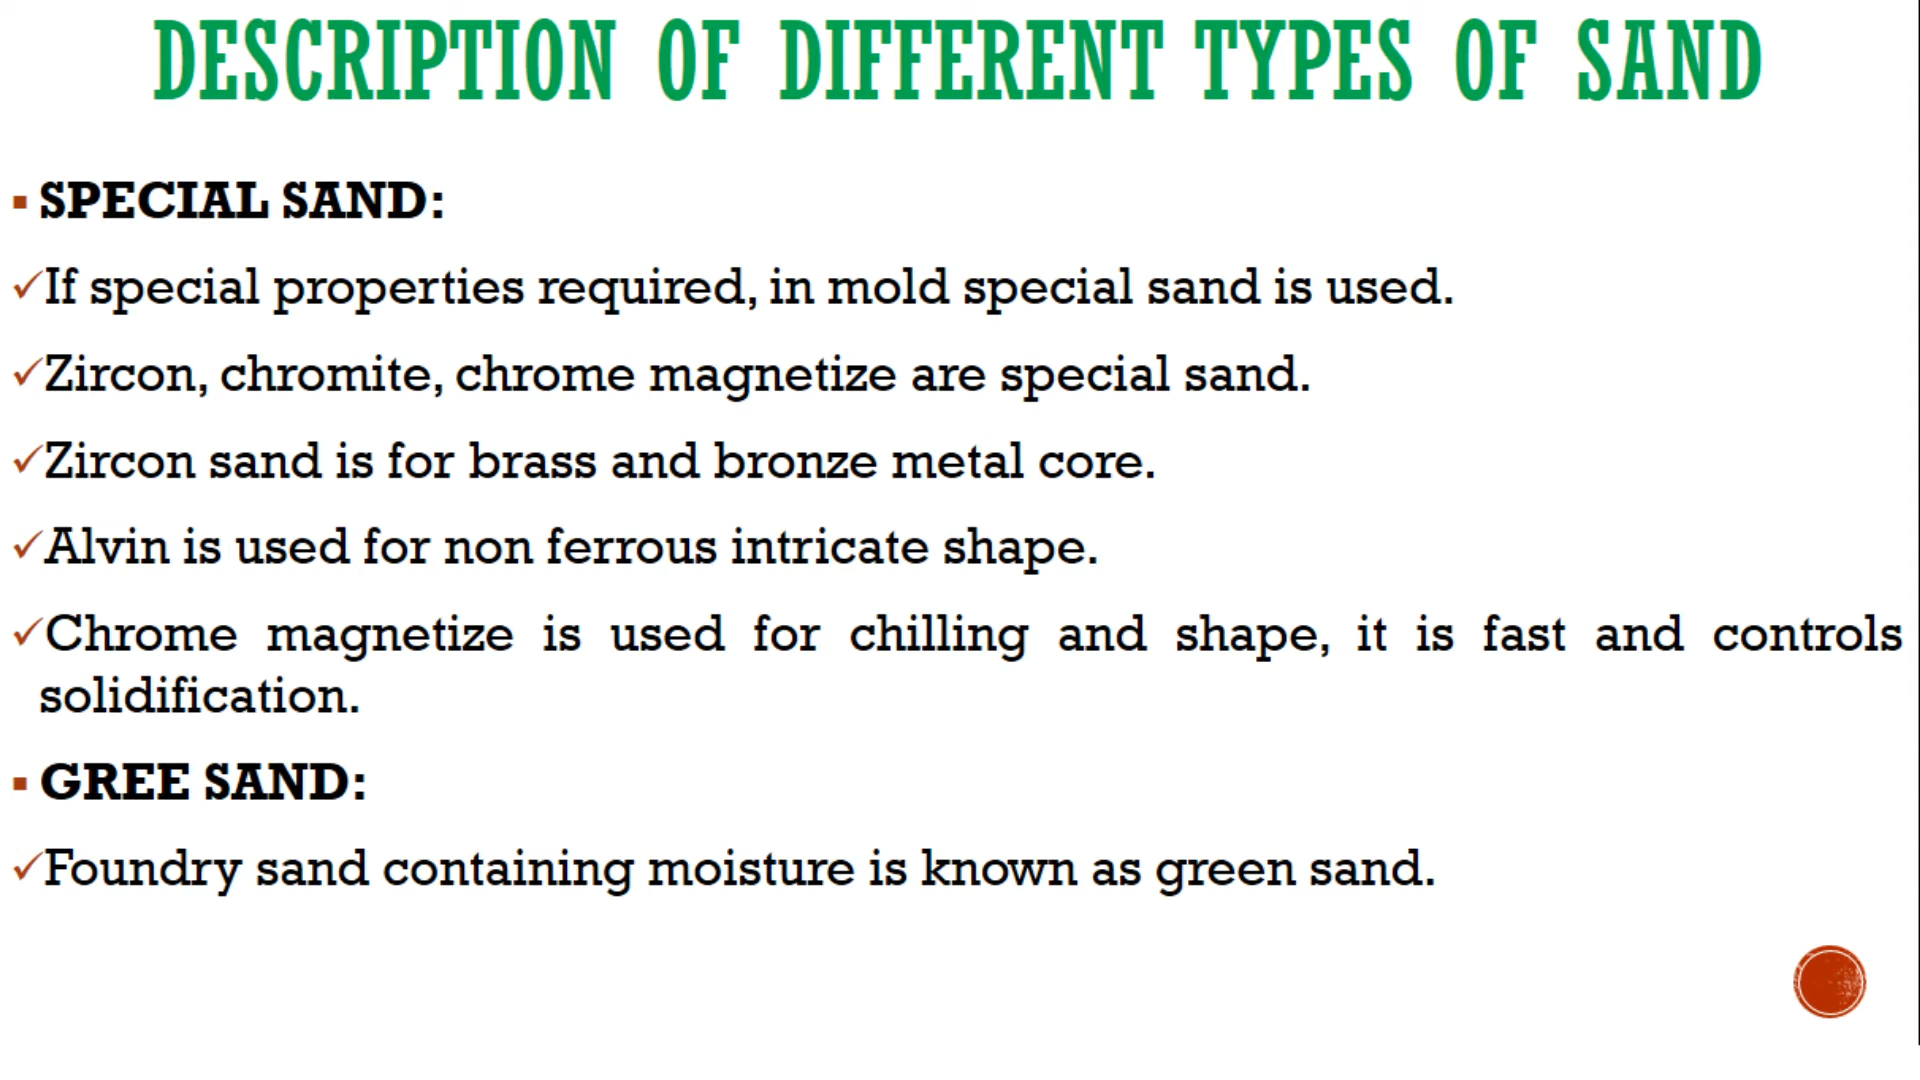 DESCRIPTION OF DIFFERENT TYPES OF SAND
▪ SPECIAL SAND:
✓If special properties required, in mold special sand is used.
✓Zircon, chromite, chrome magnetize are special sand.
✓Zircon sand is for brass and bronze metal core.
✓Alvin is used for non ferrous intricate shape.
✓Chrome magnetize is used for chilling and shape, it is fast and controls
solidification.
▪ GREE SAND:
✓Foundry sand containing moisture is known as green sand.